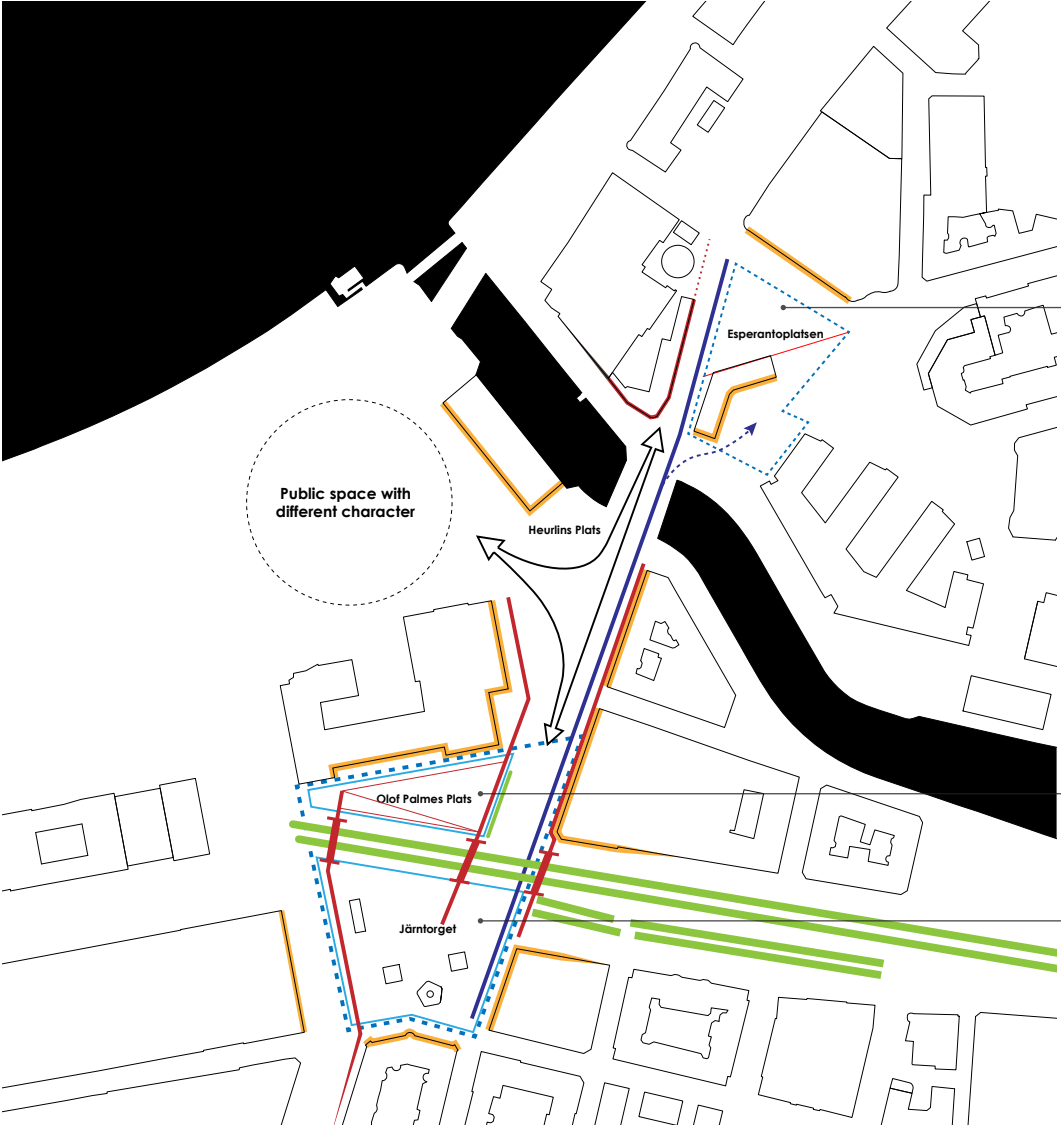 Esperantoplatsen
Public space with
different character
Heurlins Plats
Olof Palmes Plats
Järntorget